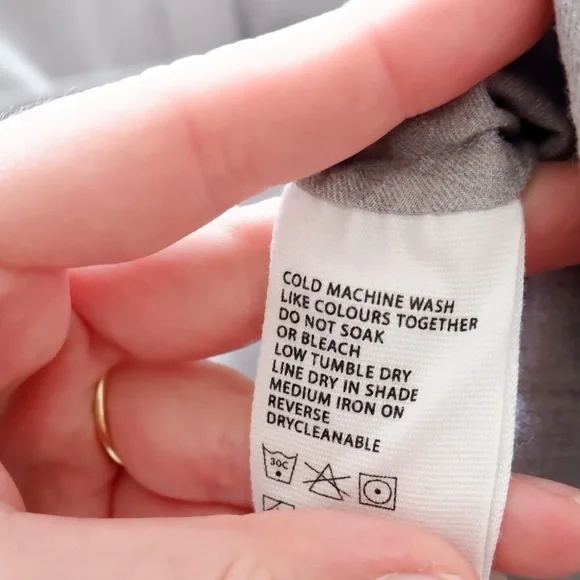 COLD MACHINE WASH
LIKE COLOURS TOGETHER
DO NOT SOAK
OR BLEACH
LOW TUMBLE DRY
LINE DRY IN SHADE
MEDIUM IRON ON
REVERSE
DRYCLEANABLE
30C